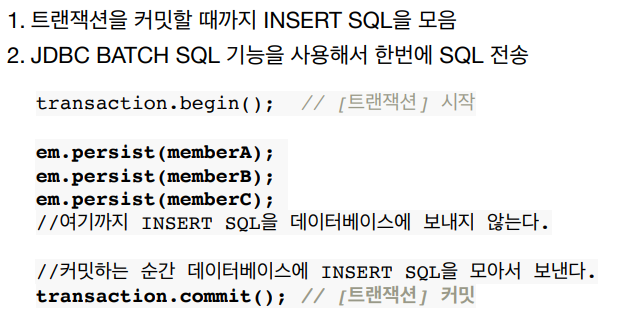 1. 트랜잭션을 커밋할 때까지 INSERT SQL을 모음
2. JDBC BATCH SQL 기능을 사용해서 한번에 SQL 전송
transaction.begin();  // [트랜잭션] 시작
em.persist(memberA);
em.persist(memberB);
em.persist(memberC);
//여기까지 INSERT SQL을 데이터베이스에 보내지 않는다.
//커밋하는 순간 데이터베이스에 INSERT SQL을 모아서 보낸다.
transaction.commit(); // [트랜잭션] 커밋